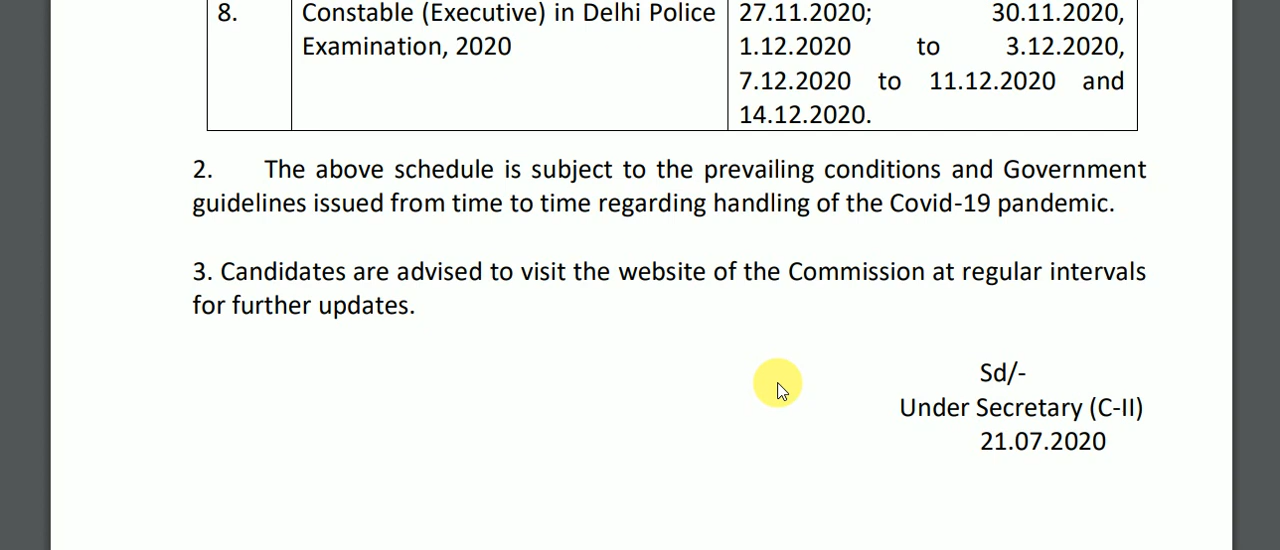 8. Constable (Executive) in Delhi Police 27.11.2020; 30.11.2020,
Examination, 2020 1.12.2020 to 3.12.2020,
7.12.2020 to 11.12.2020 and
14.12.2020.
2. The above schedule is subject to the prevailing conditions and Government
guidelines issued from time to time regarding handling of the Covid-19 pandemic.
3. Candidates are advised to visit the website of the Commission at regular intervals
for further updates.
Sd/-
Under Secretary (C-II)
21.07.2020